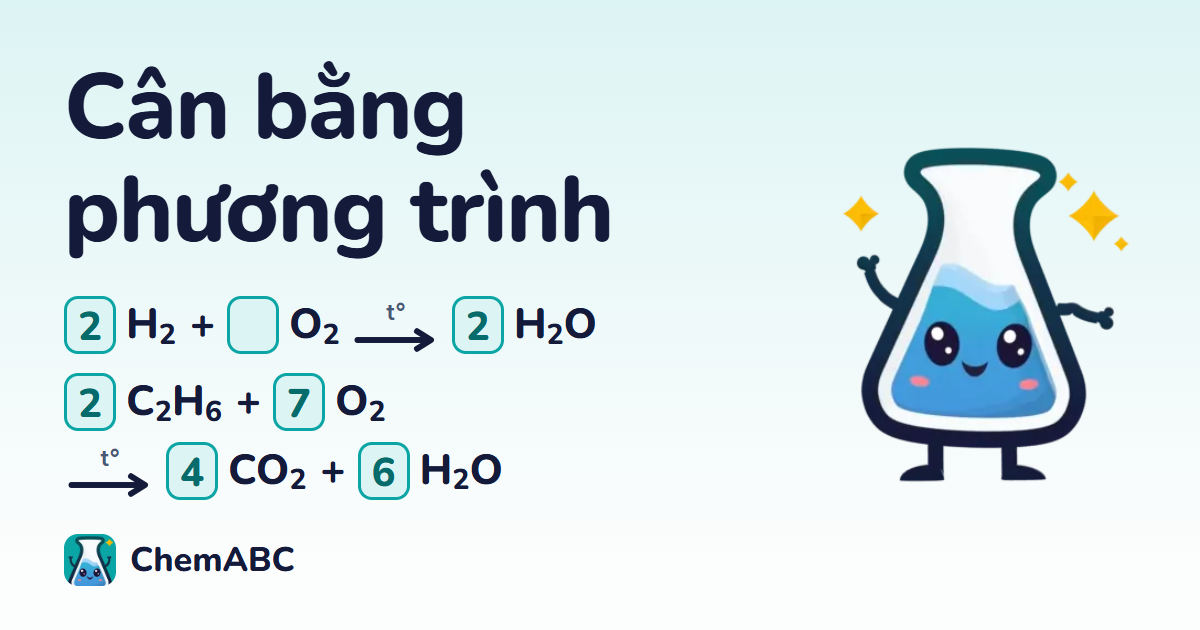 Cân bằng
phương trình
2 H₂ + O₂ t° → 2 H₂O
2 C₂H₆ + 7 O₂
t° → 4 CO₂ + 6 H₂O
ChemABC